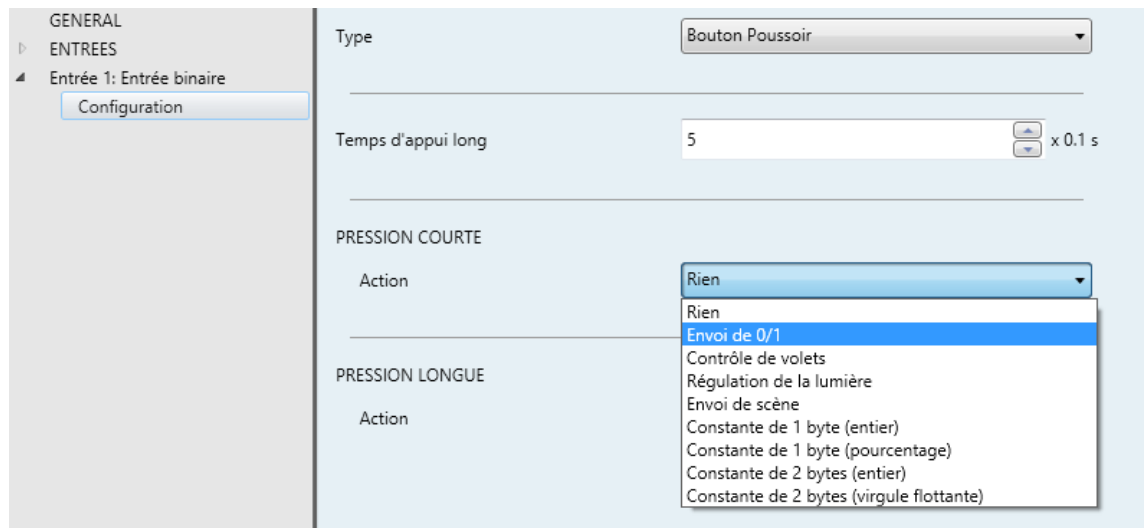 GENERAL
ENTREES
Entrée 1: Entrée binaire
Configuration
Type
Bouton Poussoir
Temps d'appui long
5
x 0.1 s
PRESSION COURTE
Action
Rien
Rien
Envoi de 0/1
Contrôle de volets
Régulation de la lumière
Envoi de scène
Constante de 1 byte (entier)
Constante de 1 byte (pourcentage)
Constante de 2 bytes (entier)
Constante de 2 bytes (virgule flottante)
PRESSION LONGUE
Action